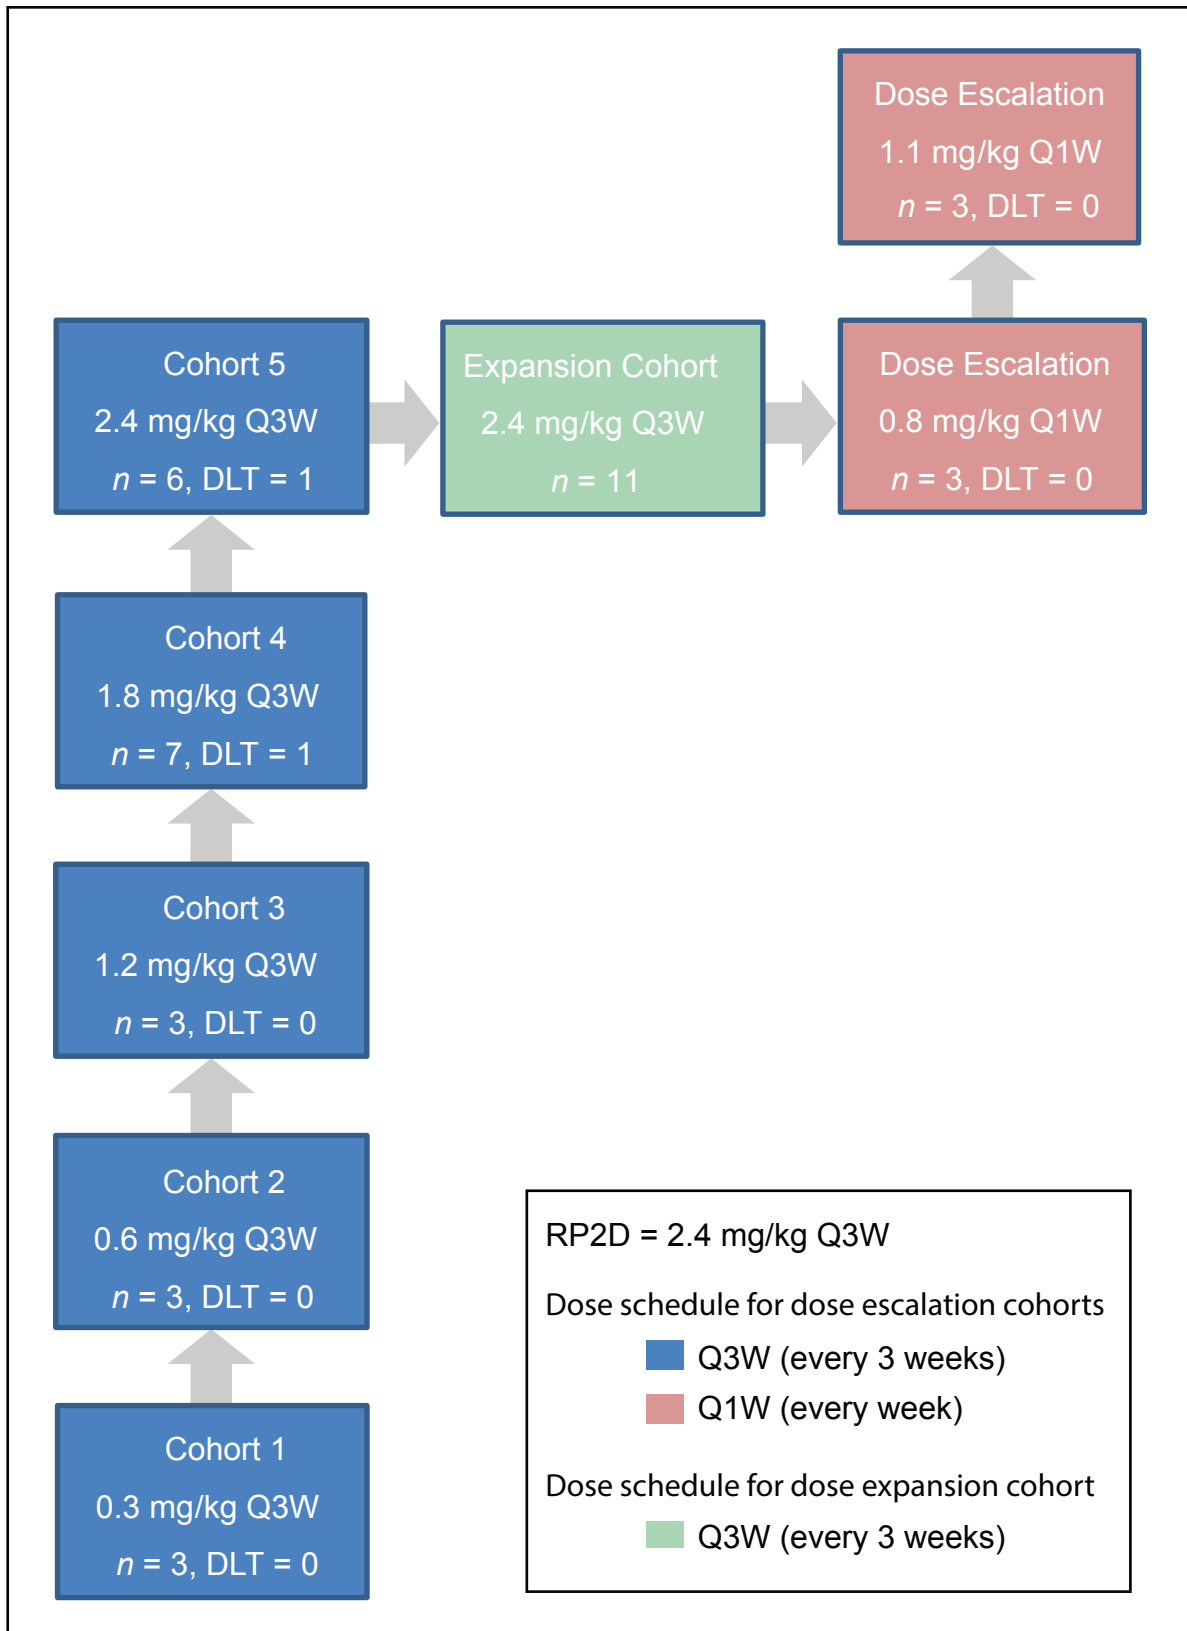 Dose Escalation
1.1 mg/kg Q1W
n = 3, DLT = 0
Cohort 5
2.4 mg/kg Q3W
n = 6, DLT = 1
Expansion Cohort
2.4 mg/kg Q3W
n = 11
Dose Escalation
0.8 mg/kg Q1W
n = 3, DLT = 0
Cohort 4
1.8 mg/kg Q3W
n = 7, DLT = 1
Cohort 3
1.2 mg/kg Q3W
n = 3, DLT = 0
Cohort 2
0.6 mg/kg Q3W
n = 3, DLT = 0
Cohort 1
0.3 mg/kg Q3W
n = 3, DLT = 0
RP2D = 2.4 mg/kg Q3W
Dose schedule for dose escalation cohorts
Q3W (every 3 weeks)
Q1W (every week)
Dose schedule for dose expansion cohort
Q3W (every 3 weeks)